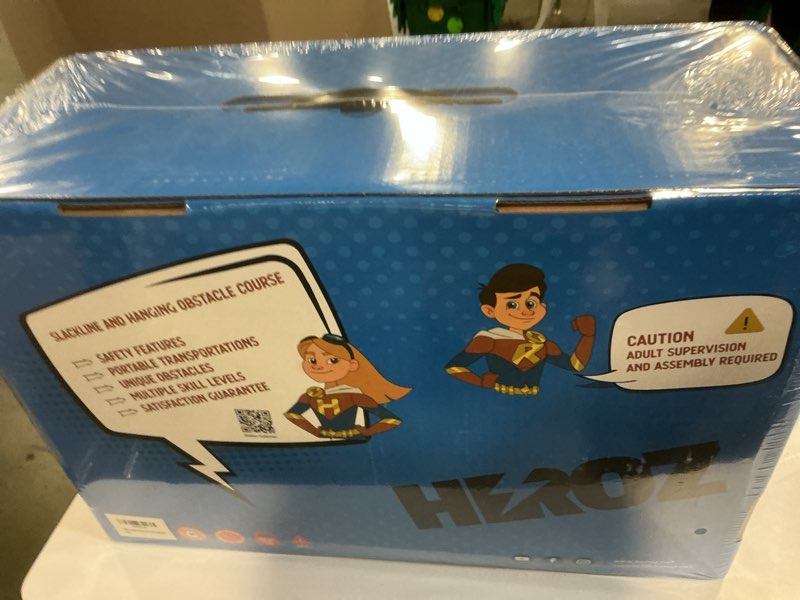 SLACKLINE AND HANGING OBSTACLE COURSE
SAFETY FEATURES
PORTABLE TRANSPORTATIONS
UNIQUE OBSTACLES
MULTIPLE SKILL LEVELS
SATISFACTION GUARANTEE
H
R
CAUTION
ADULT SUPERVISION
AND ASSEMBLY REQUIRED
HEROZ